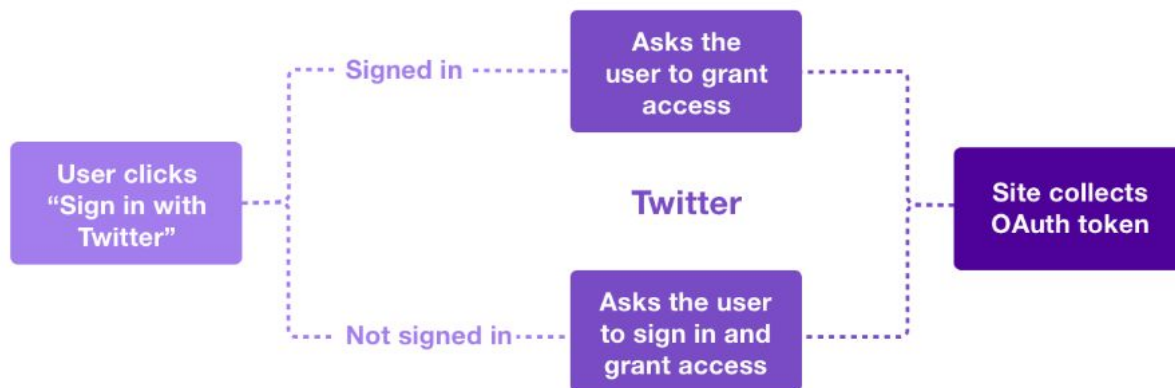 User clicks
“Sign in with
Twitter”
Signed in
Not signed in
Asks the
user to grant
access
Twitter
Asks the user
to sign in and
grant access
Site collects
OAuth token